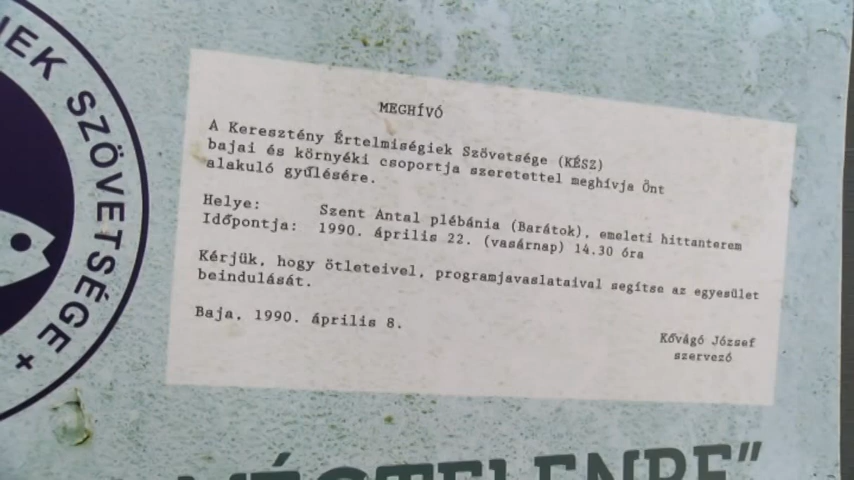 MEGHÍVÓ
A Keresztény Értelmiségiek Szövetsége (KÉSZ)
bajai és környéki csoportja szeretettel meghívja Önt
alakuló gyűlésére.
Helye: Szent Antal plébánia (Barátok), emeleti hittanterem
Időpontja: 1990. április 22. (vasárnap) 14.30 óra
Kérjük, hogy ötleteivel, programjavaslataival segítse az egyesület
beindulását.
Baja, 1990. április 8.
Kővágó József
szervező
SZÖVETSÉGE +